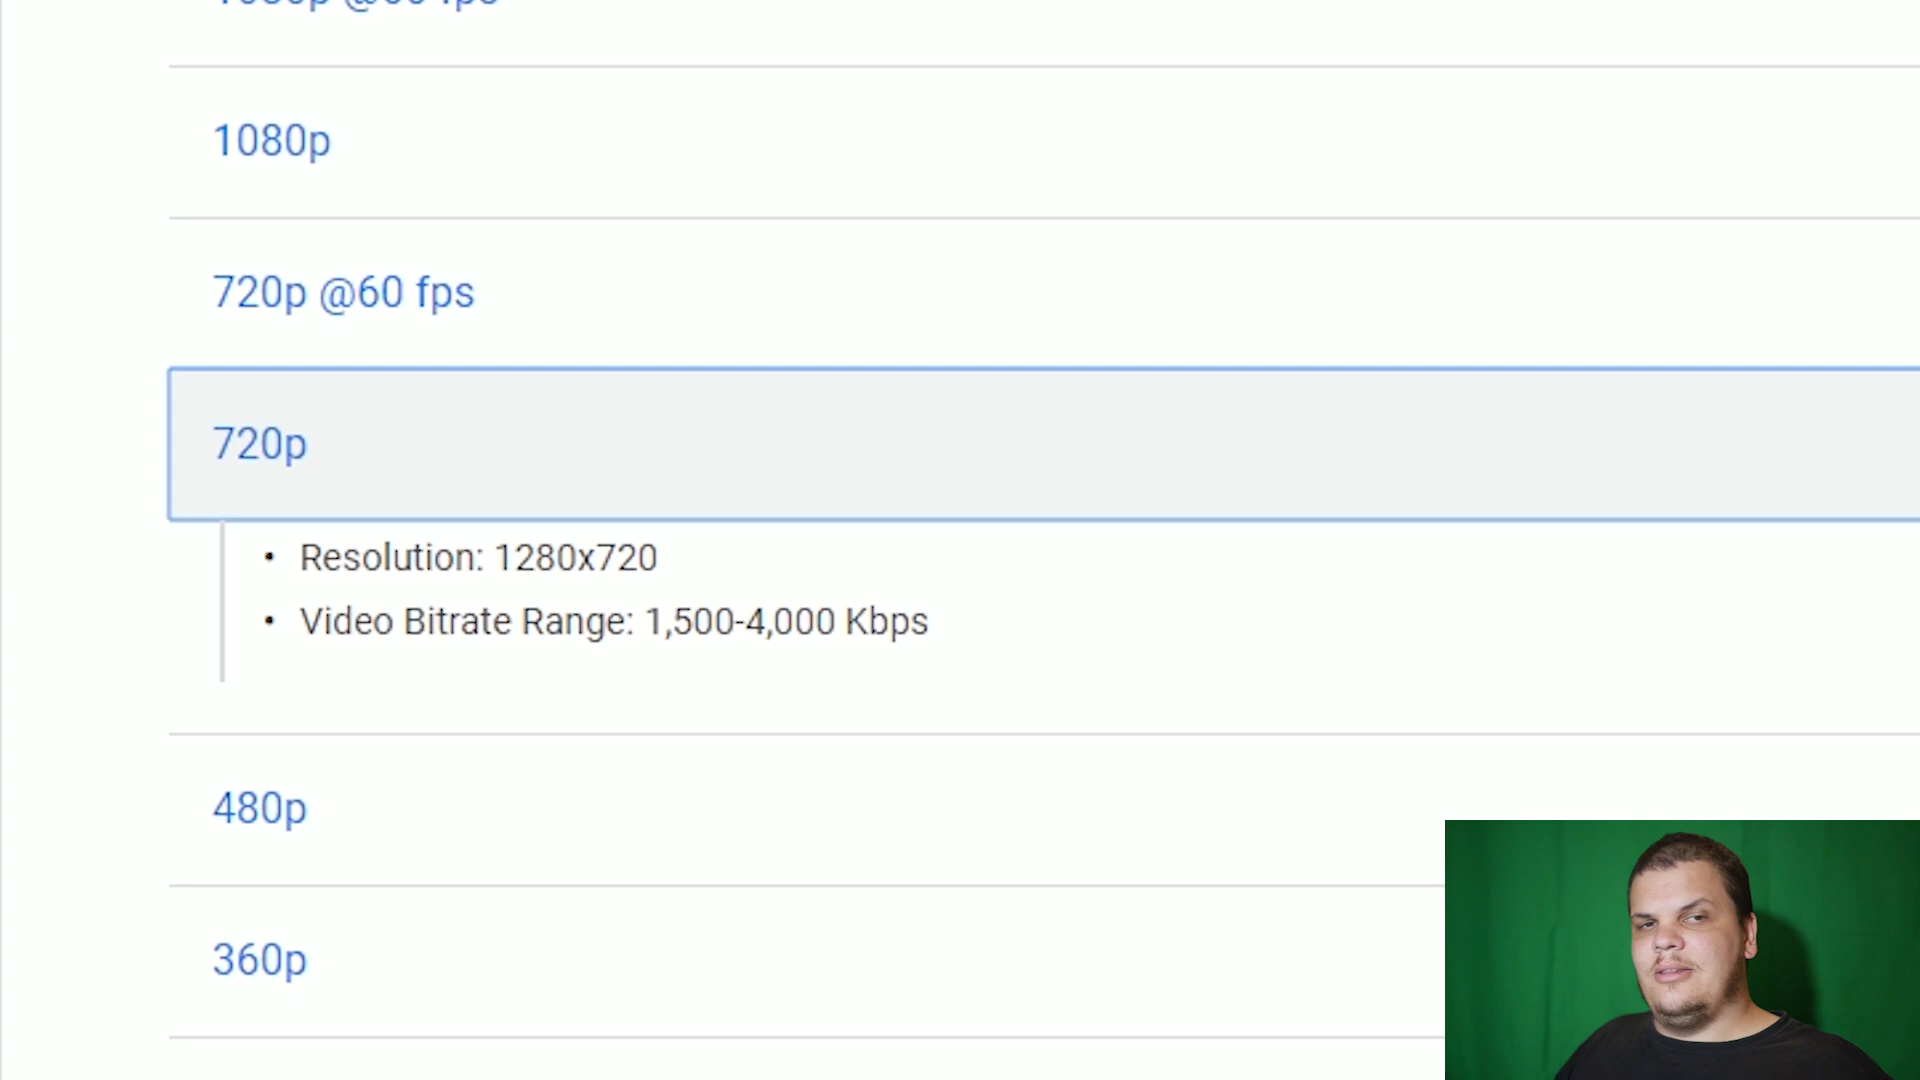 1080p
720p @60 fps
720p
• Resolution: 1280x720
• Video Bitrate Range: 1,500-4,000 Kbps
480p
360p